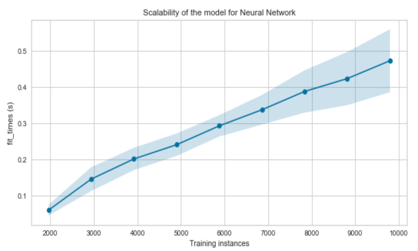 Scalability of the model for Neural Network
fit_times (s)
0.5
0.4
0.3
0.2
0.1
2000 3000 4000 5000 6000 7000 8000 9000 10000
Training instances